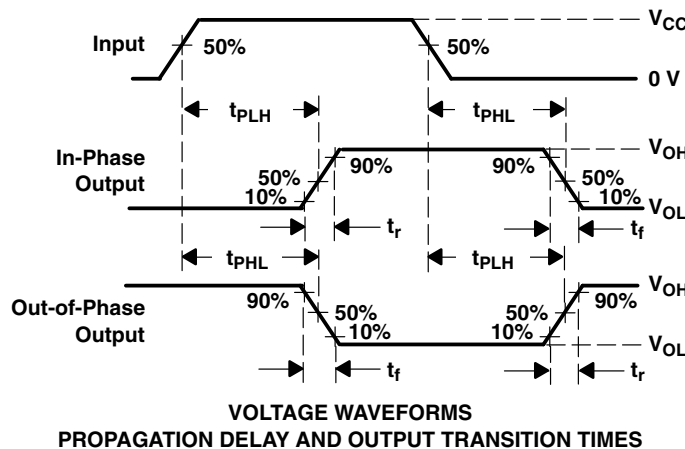 V_CC
Input
50%
50%
0 V
t_PLH
t_PHL
In-Phase
Output
V_OH
90%
90%
50%
50%
10%
10%
V_OL
t_r
t_f
t_PHL
t_PLH
Out-of-Phase
Output
V_OH
90%
90%
50%
50%
10%
10%
V_OL
t_f
t_r
VOLTAGE WAVEFORMS
PROPAGATION DELAY AND OUTPUT TRANSITION TIMES